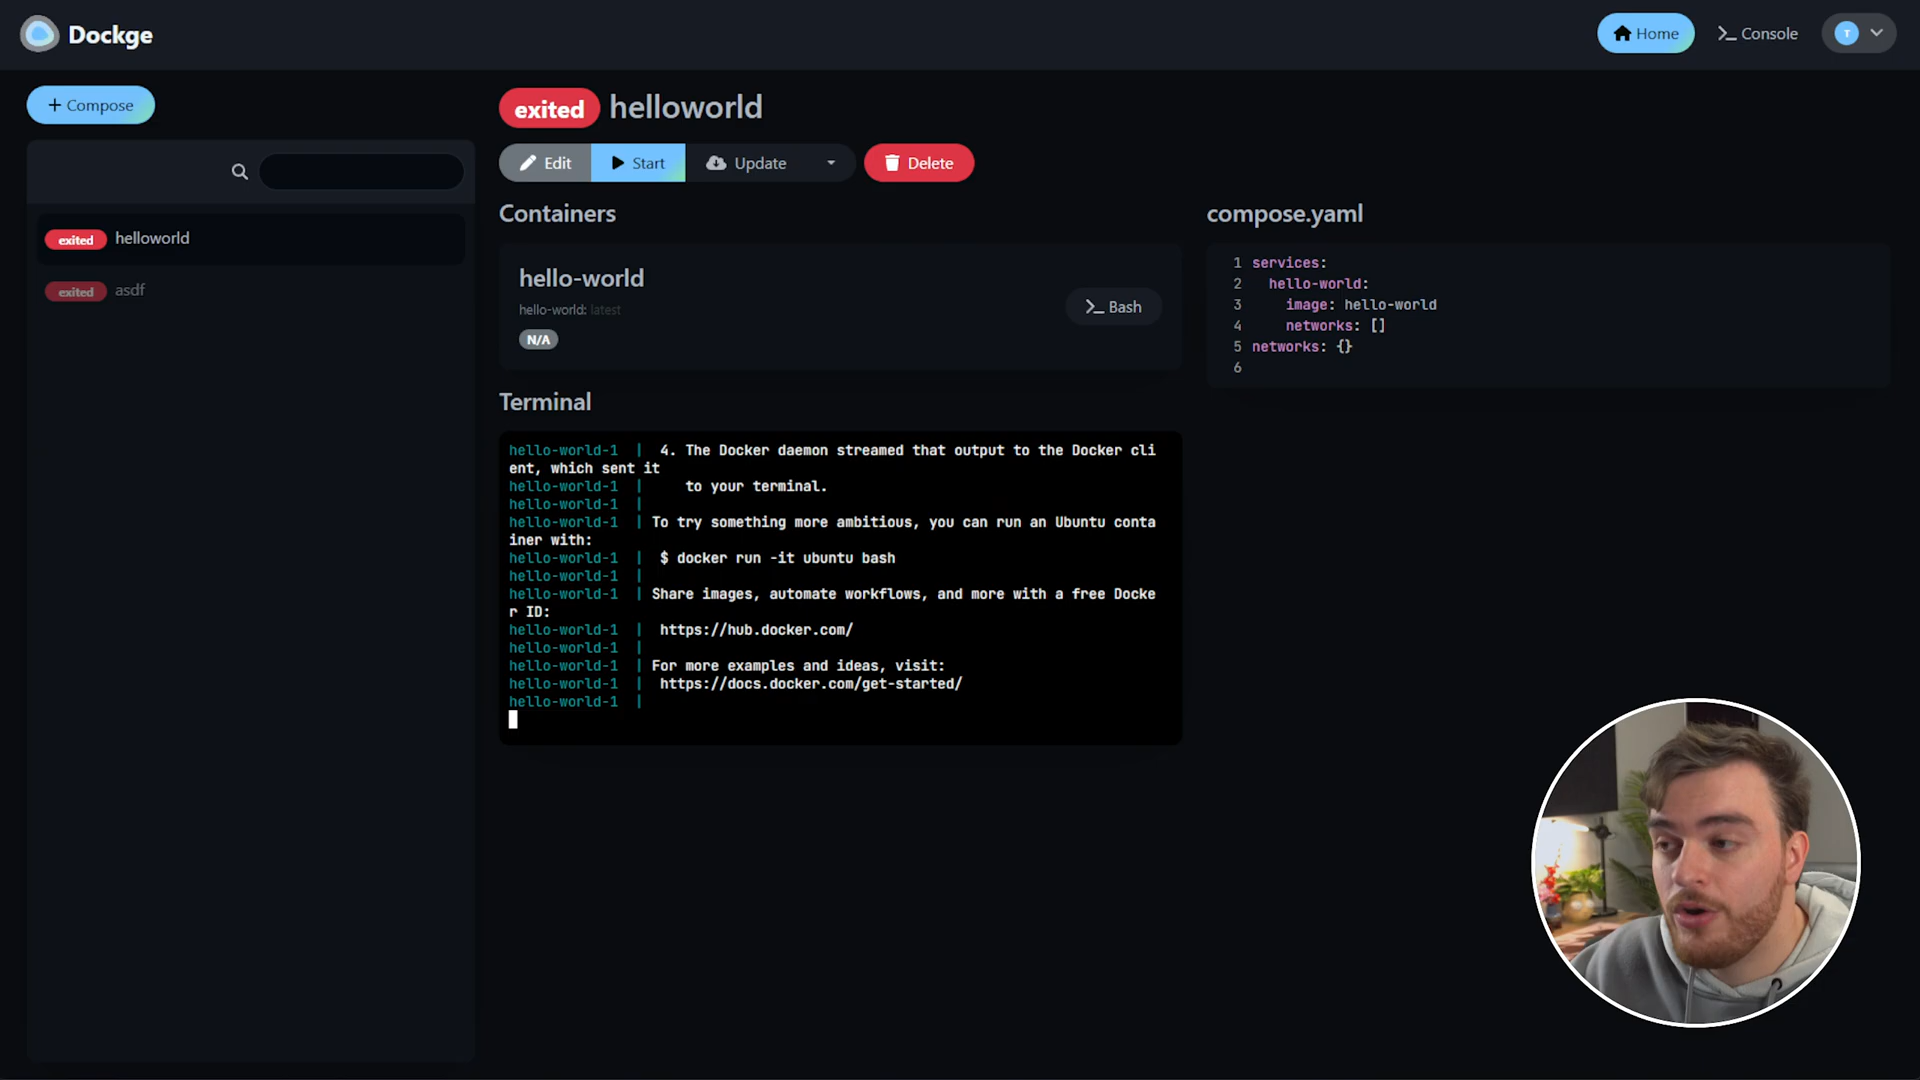 Dockge
Home
Console
T
+ Compose
exited helloworld
exited asdf
exited helloworld
Edit
Start
Update
Delete
Containers
hello-world
hello-world: latest
N/A
>_ Bash
Terminal
hello-world-1  |  4. The Docker daemon streamed that output to the Docker cli
ent, which sent it
hello-world-1  |     to your terminal.
hello-world-1  |
hello-world-1  | To try something more ambitious, you can run an Ubuntu conta
iner with:
hello-world-1  |  $ docker run -it ubuntu bash
hello-world-1  |
hello-world-1  | Share images, automate workflows, and more with a free Docke
r ID:
hello-world-1  |  https://hub.docker.com/
hello-world-1  |
hello-world-1  | For more examples and ideas, visit:
hello-world-1  |  https://docs.docker.com/get-started/
hello-world-1  |
compose.yaml
1 services:
2   hello-world:
3     image: hello-world
4     networks: []
5 networks: {}
6